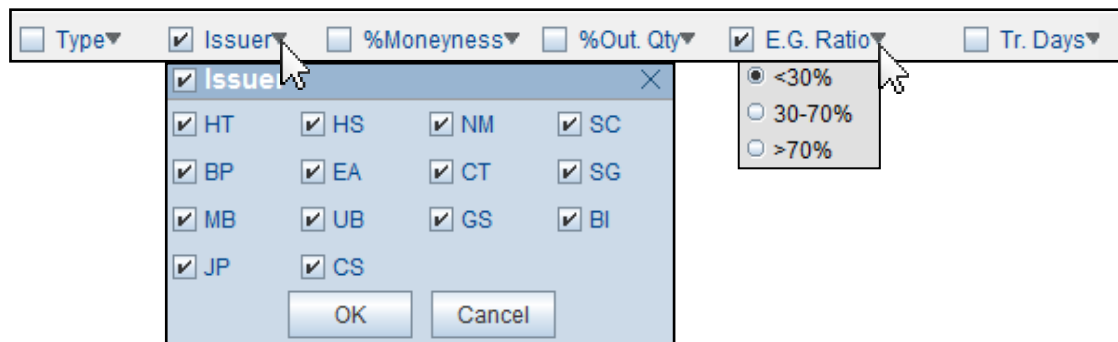 Type Issuer %Moneyness %Out. Qty E.G. Ratio Tr. Days
Issuer
HT HS NM SC
BP EA CT SG
MB UB GS BI
JP CS
OK Cancel
<30%
30-70%
>70%